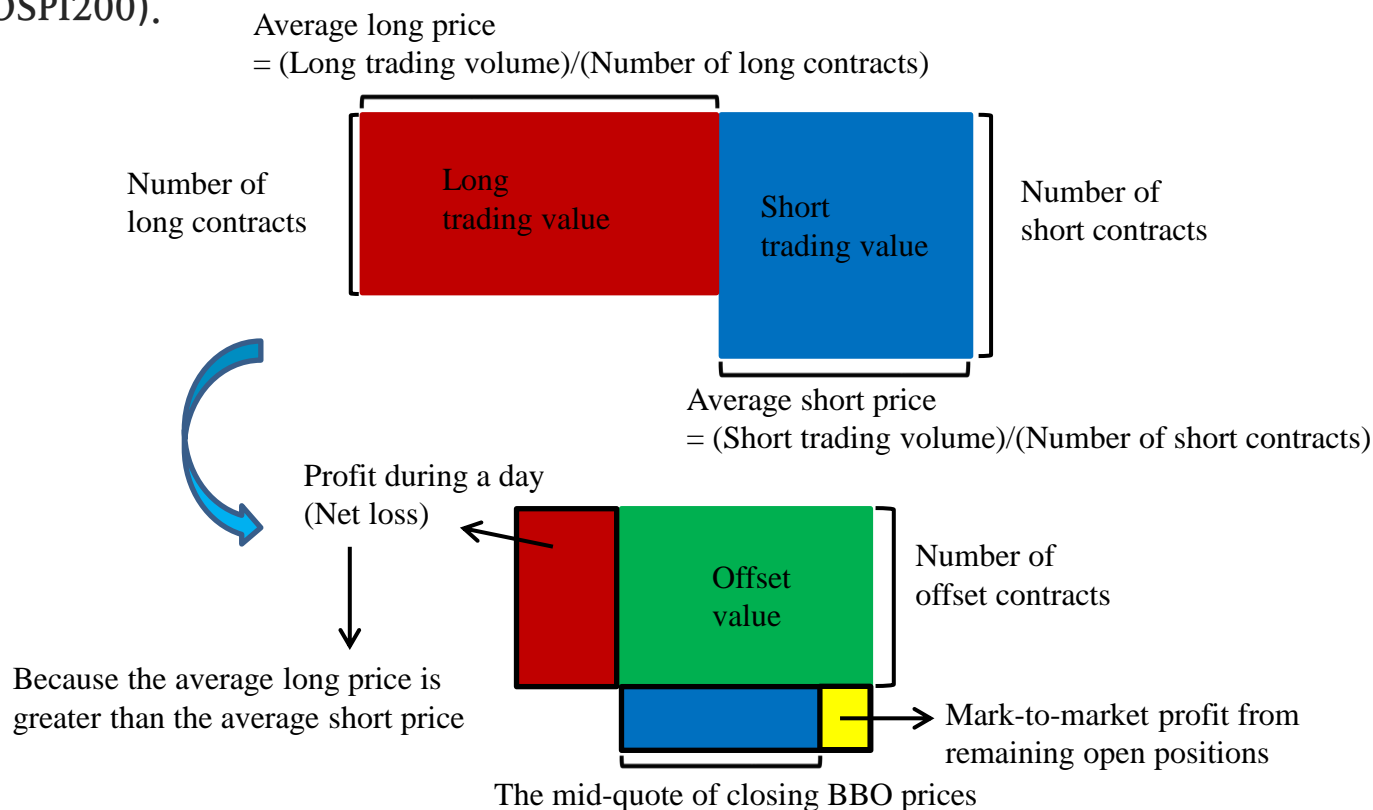 OSPI200).
Average long price
= (Long trading volume)/(Number of long contracts)
Number of
long contracts
Long
trading value
Short
trading value
Number of
short contracts
Average short price
= (Short trading volume)/(Number of short contracts)
Profit during a day
(Net loss)
Offset
value
Number of
offset contracts
Because the average long price is
greater than the average short price
Mark-to-market profit from
remaining open positions
The mid-quote of closing BBO prices